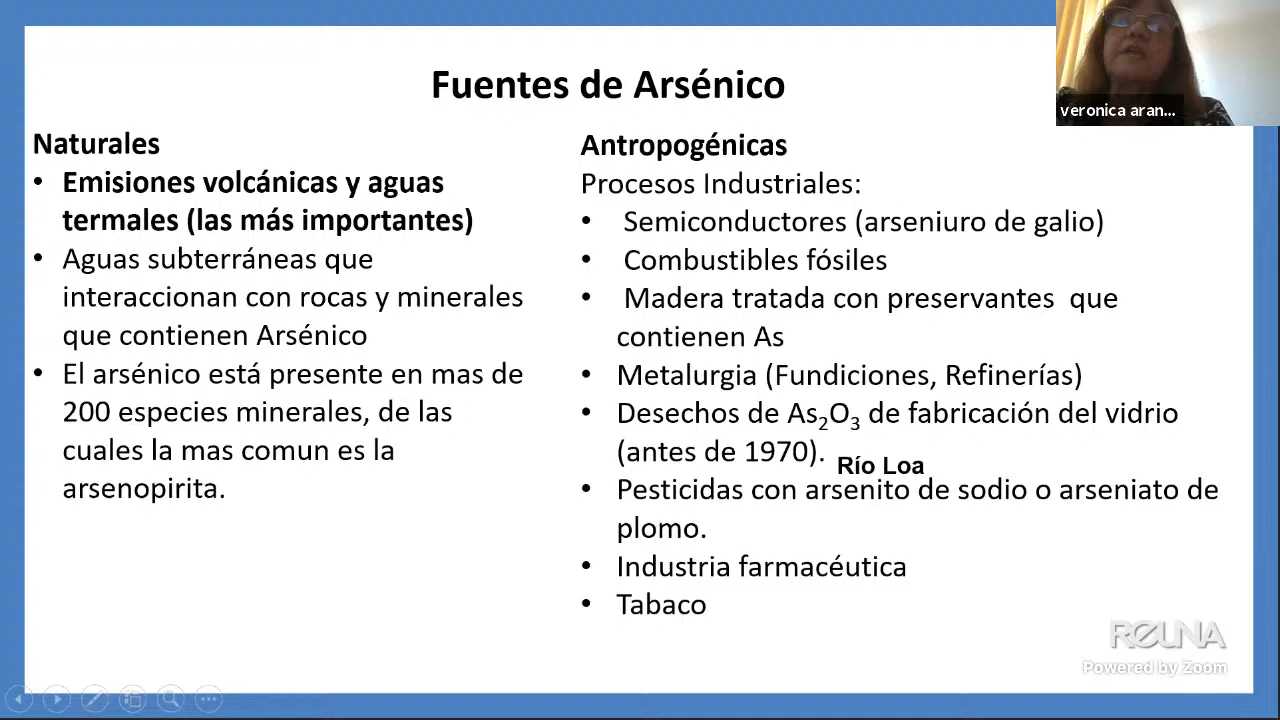 Fuentes de Arsénico
veronica aran...
Naturales
• Emisiones volcánicas y aguas
termales (las más importantes)
• Aguas subterráneas que
interaccionan con rocas y minerales
que contienen Arsénico
• El arsénico está presente en mas de
200 especies minerales, de las
cuales la mas comun es la
arsenopirita.
Antropogénicas
Procesos Industriales:
• Semiconductores (arseniuro de galio)
• Combustibles fósiles
• Madera tratada con preservantes que
contienen As
• Metalurgia (Fundiciones, Refinerías)
• Desechos de As₂O₃ de fabricación del vidrio
(antes de 1970).
Río Loa
• Pesticidas con arsenito de sodio o arseniato de
plomo.
• Industria farmacéutica
• Tabaco
REUNA
Powered by Zoom